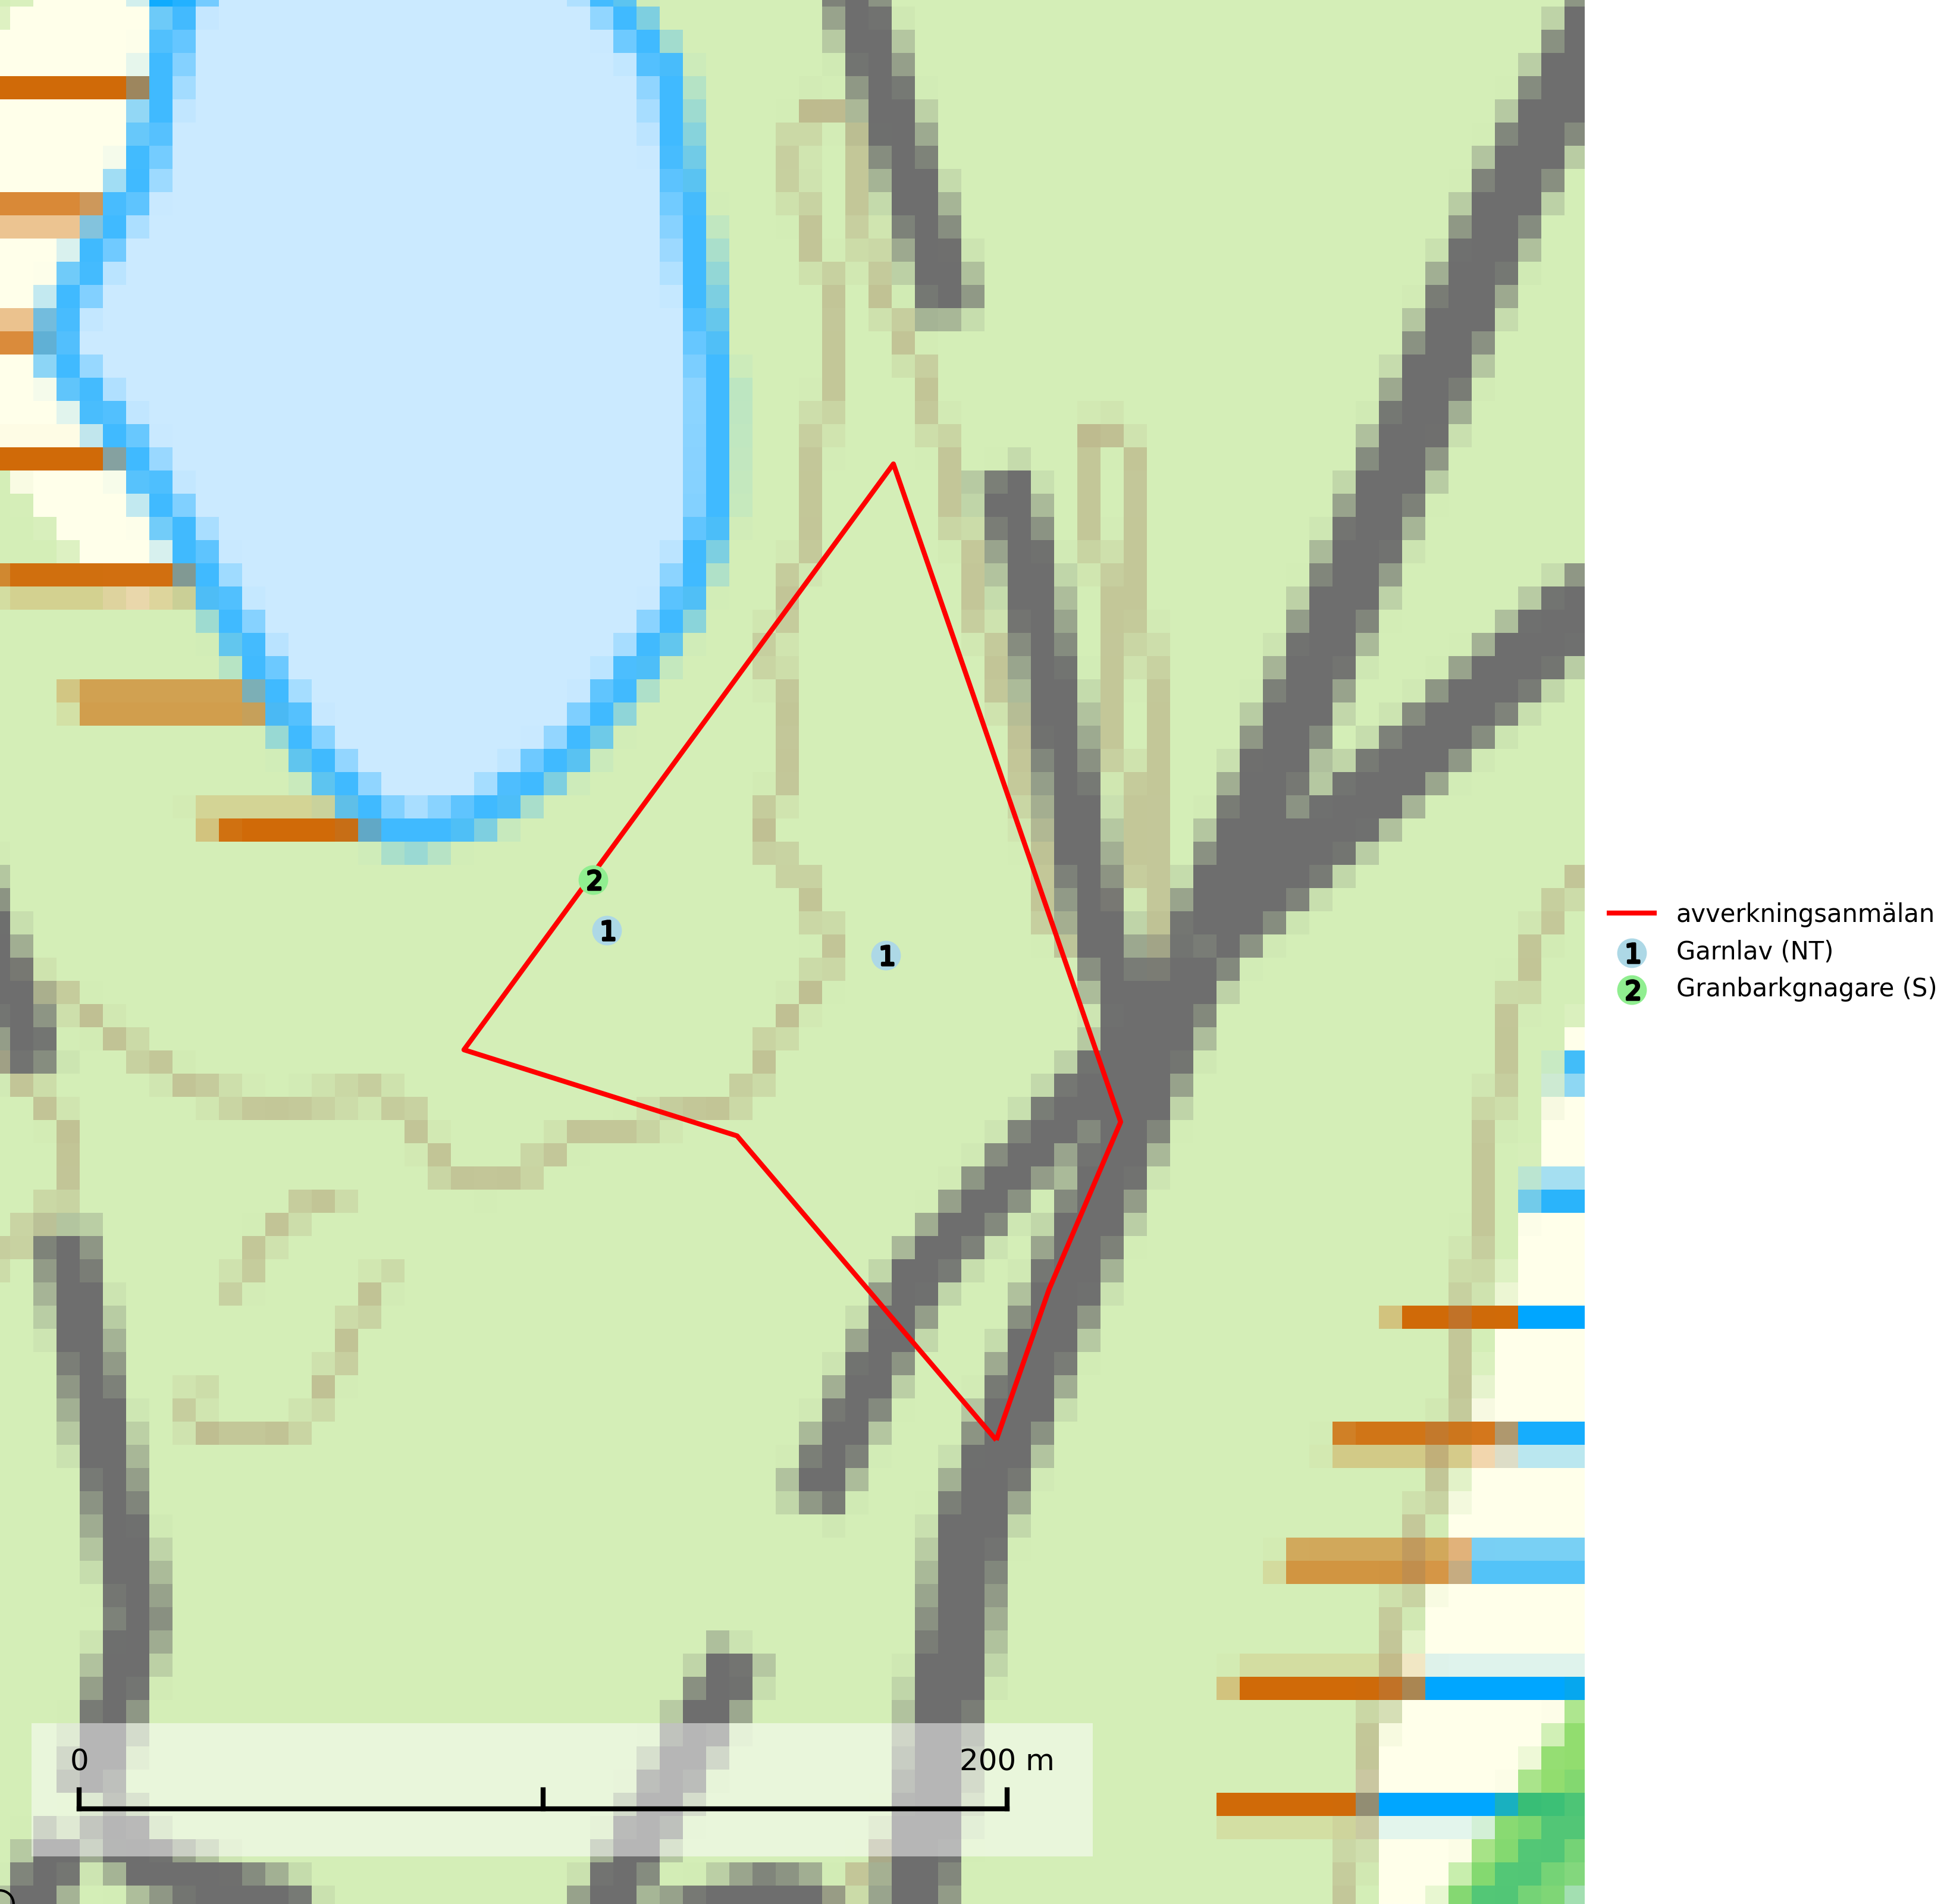 2
1
1
avverkningsanmälan
1 Garnlav (NT)
2 Granbarkgnagare (S)
0 200 m